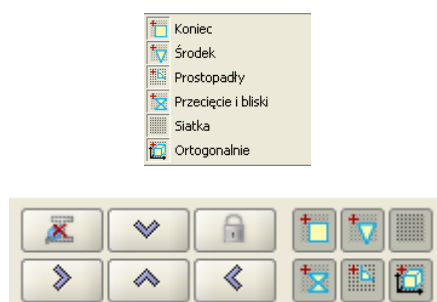 Koniec
Środek
Prostopadły
Przecięcie i bliski
Siatka
Ortogonalnie